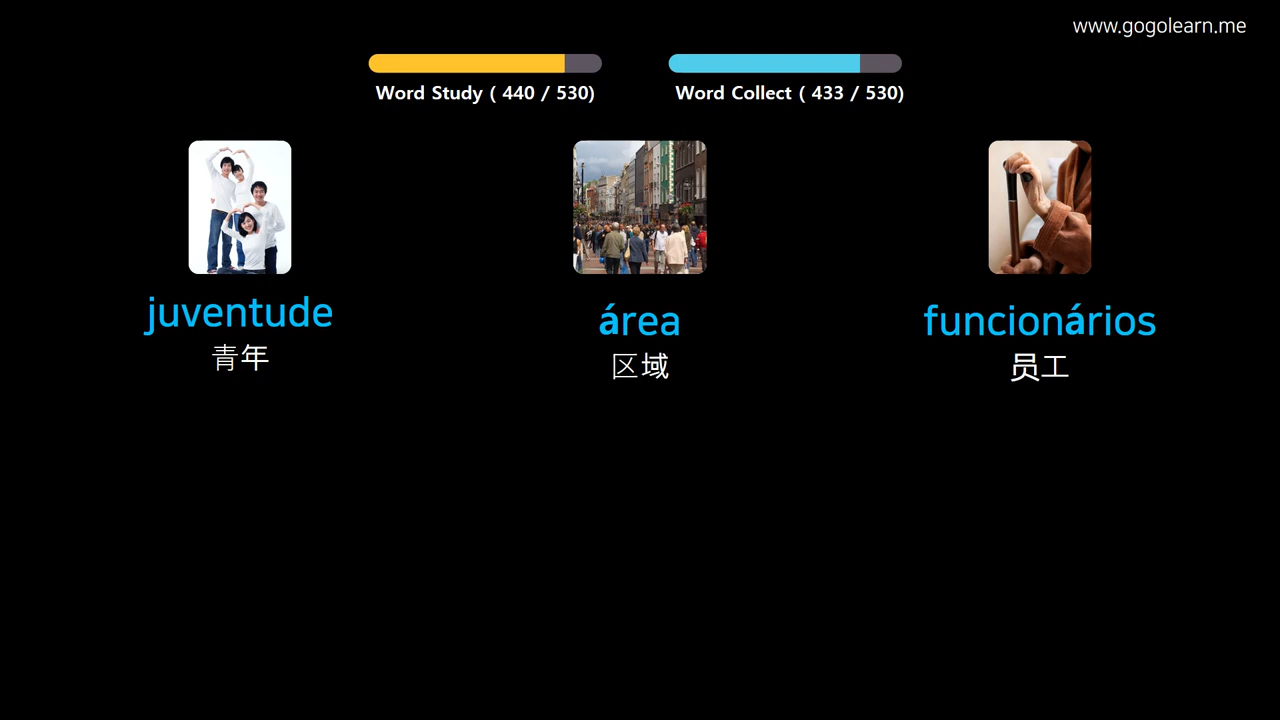 www.gogolearn.me
Word Study ( 440 / 530)
Word Collect ( 433 / 530)
juventude
青年
área
区域
funcionários
员工